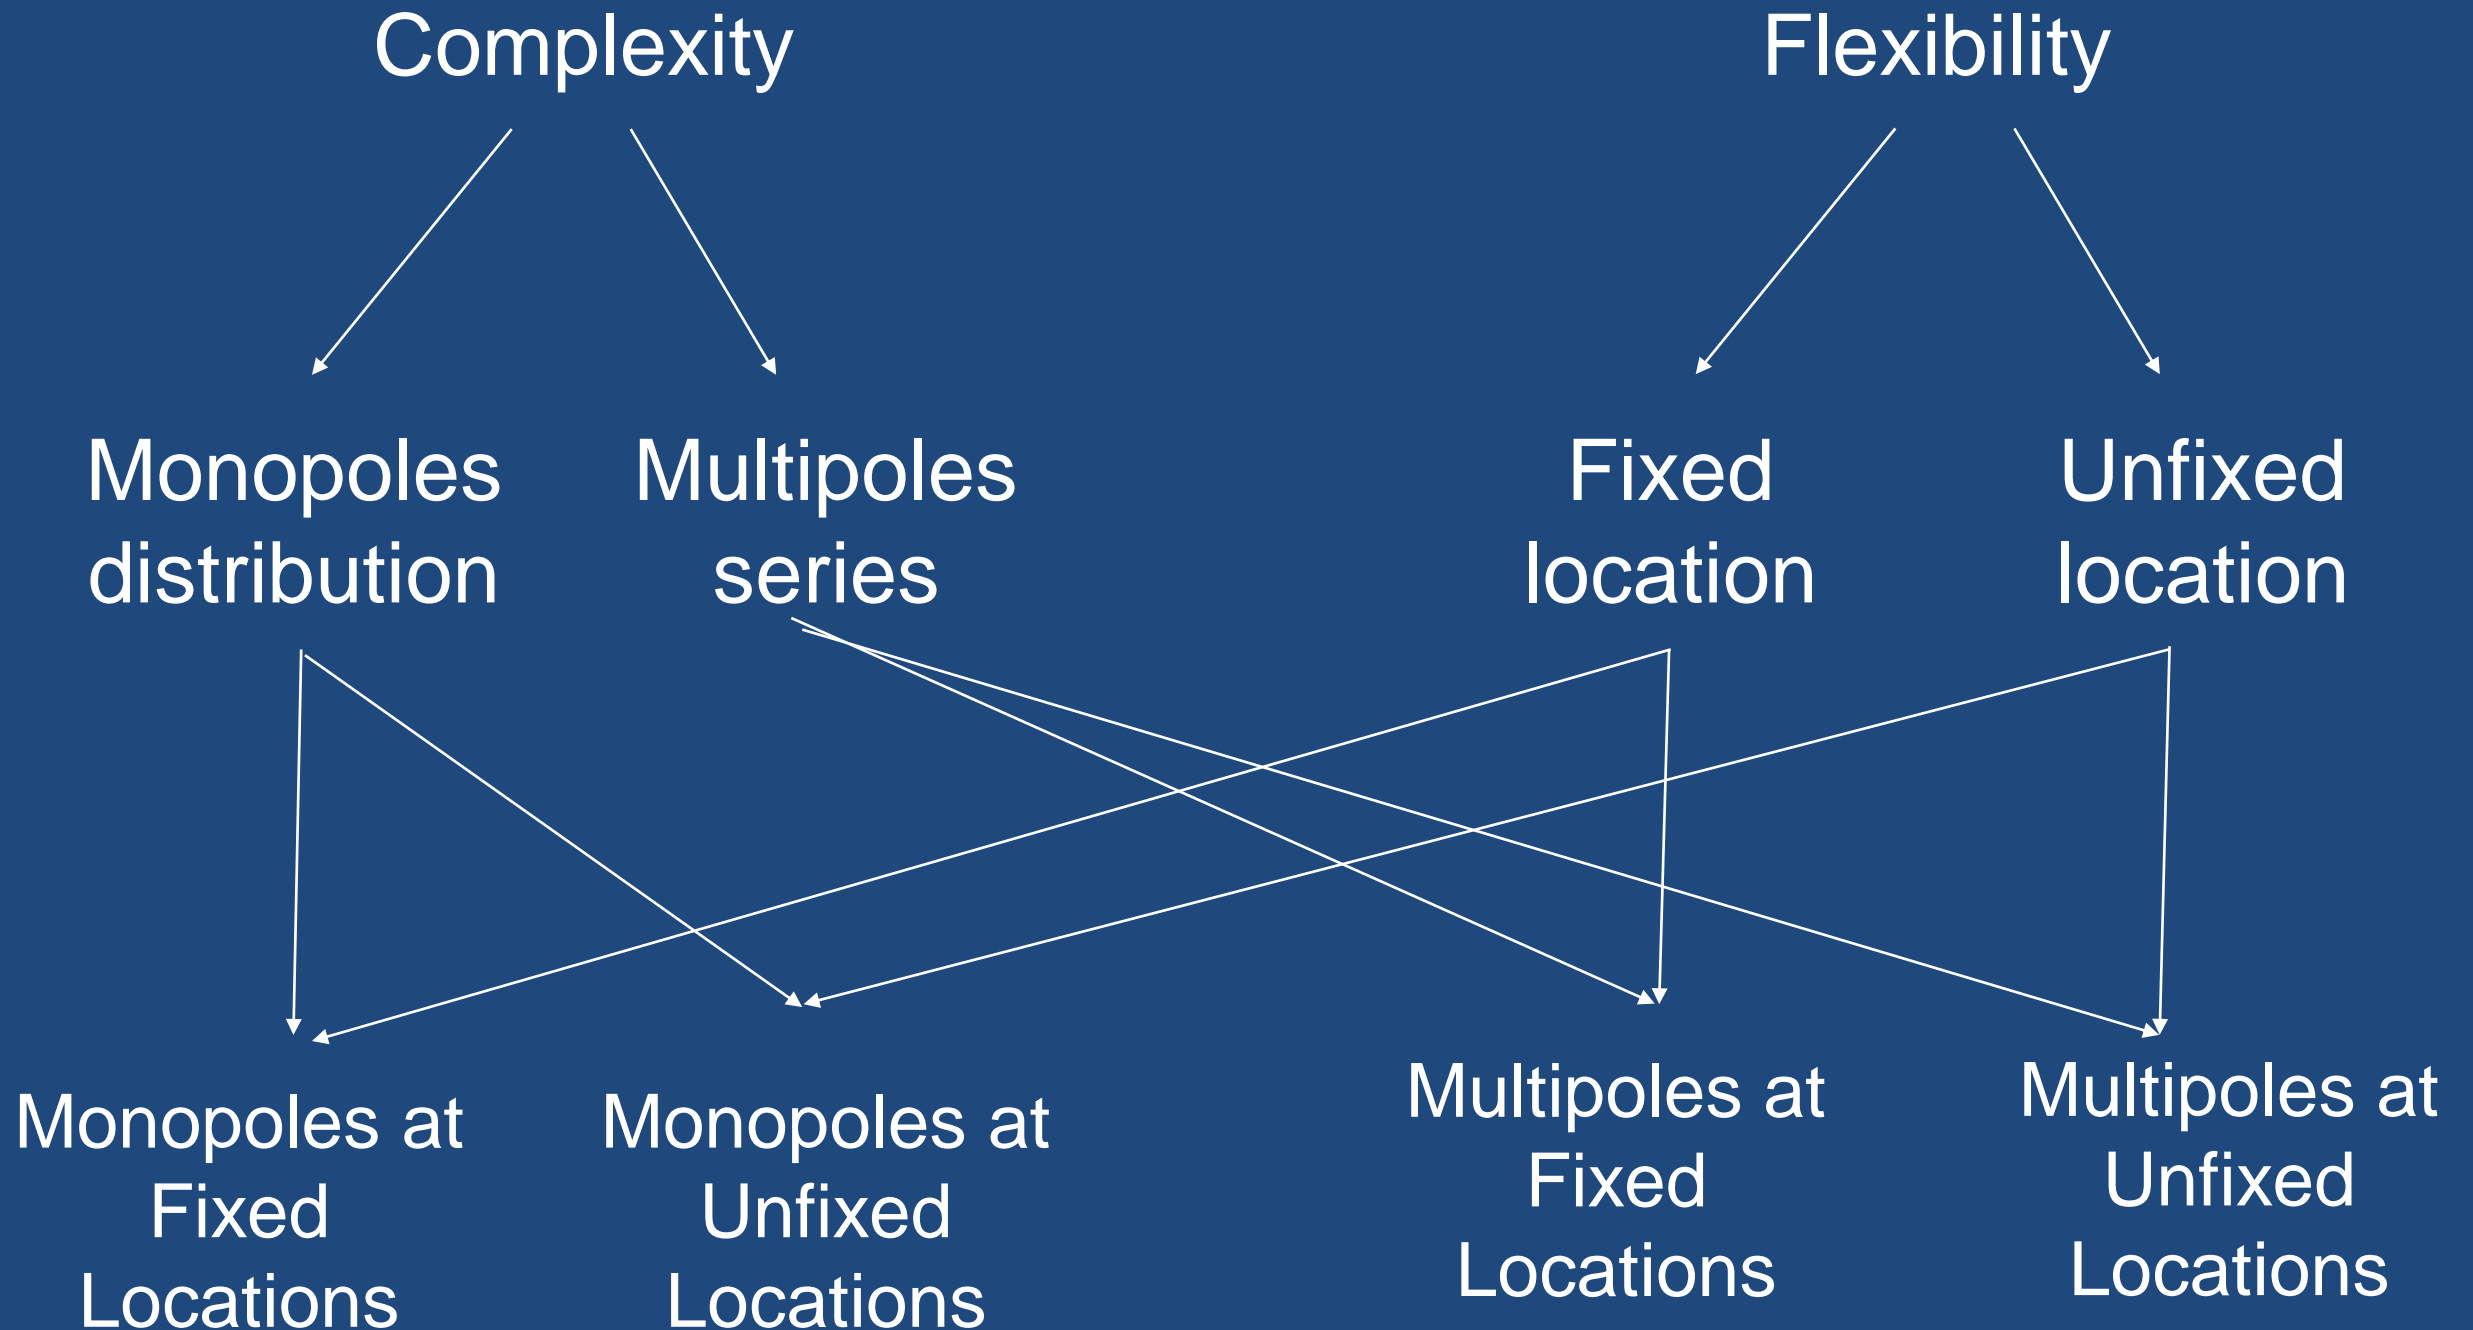 Complexity
Flexibility
Monopoles
distribution
Multipoles
series
Fixed
location
Unfixed
location
Monopoles at
Fixed
Locations
Monopoles at
Unfixed
Locations
Multipoles at
Fixed
Locations
Multipoles at
Unfixed
Locations